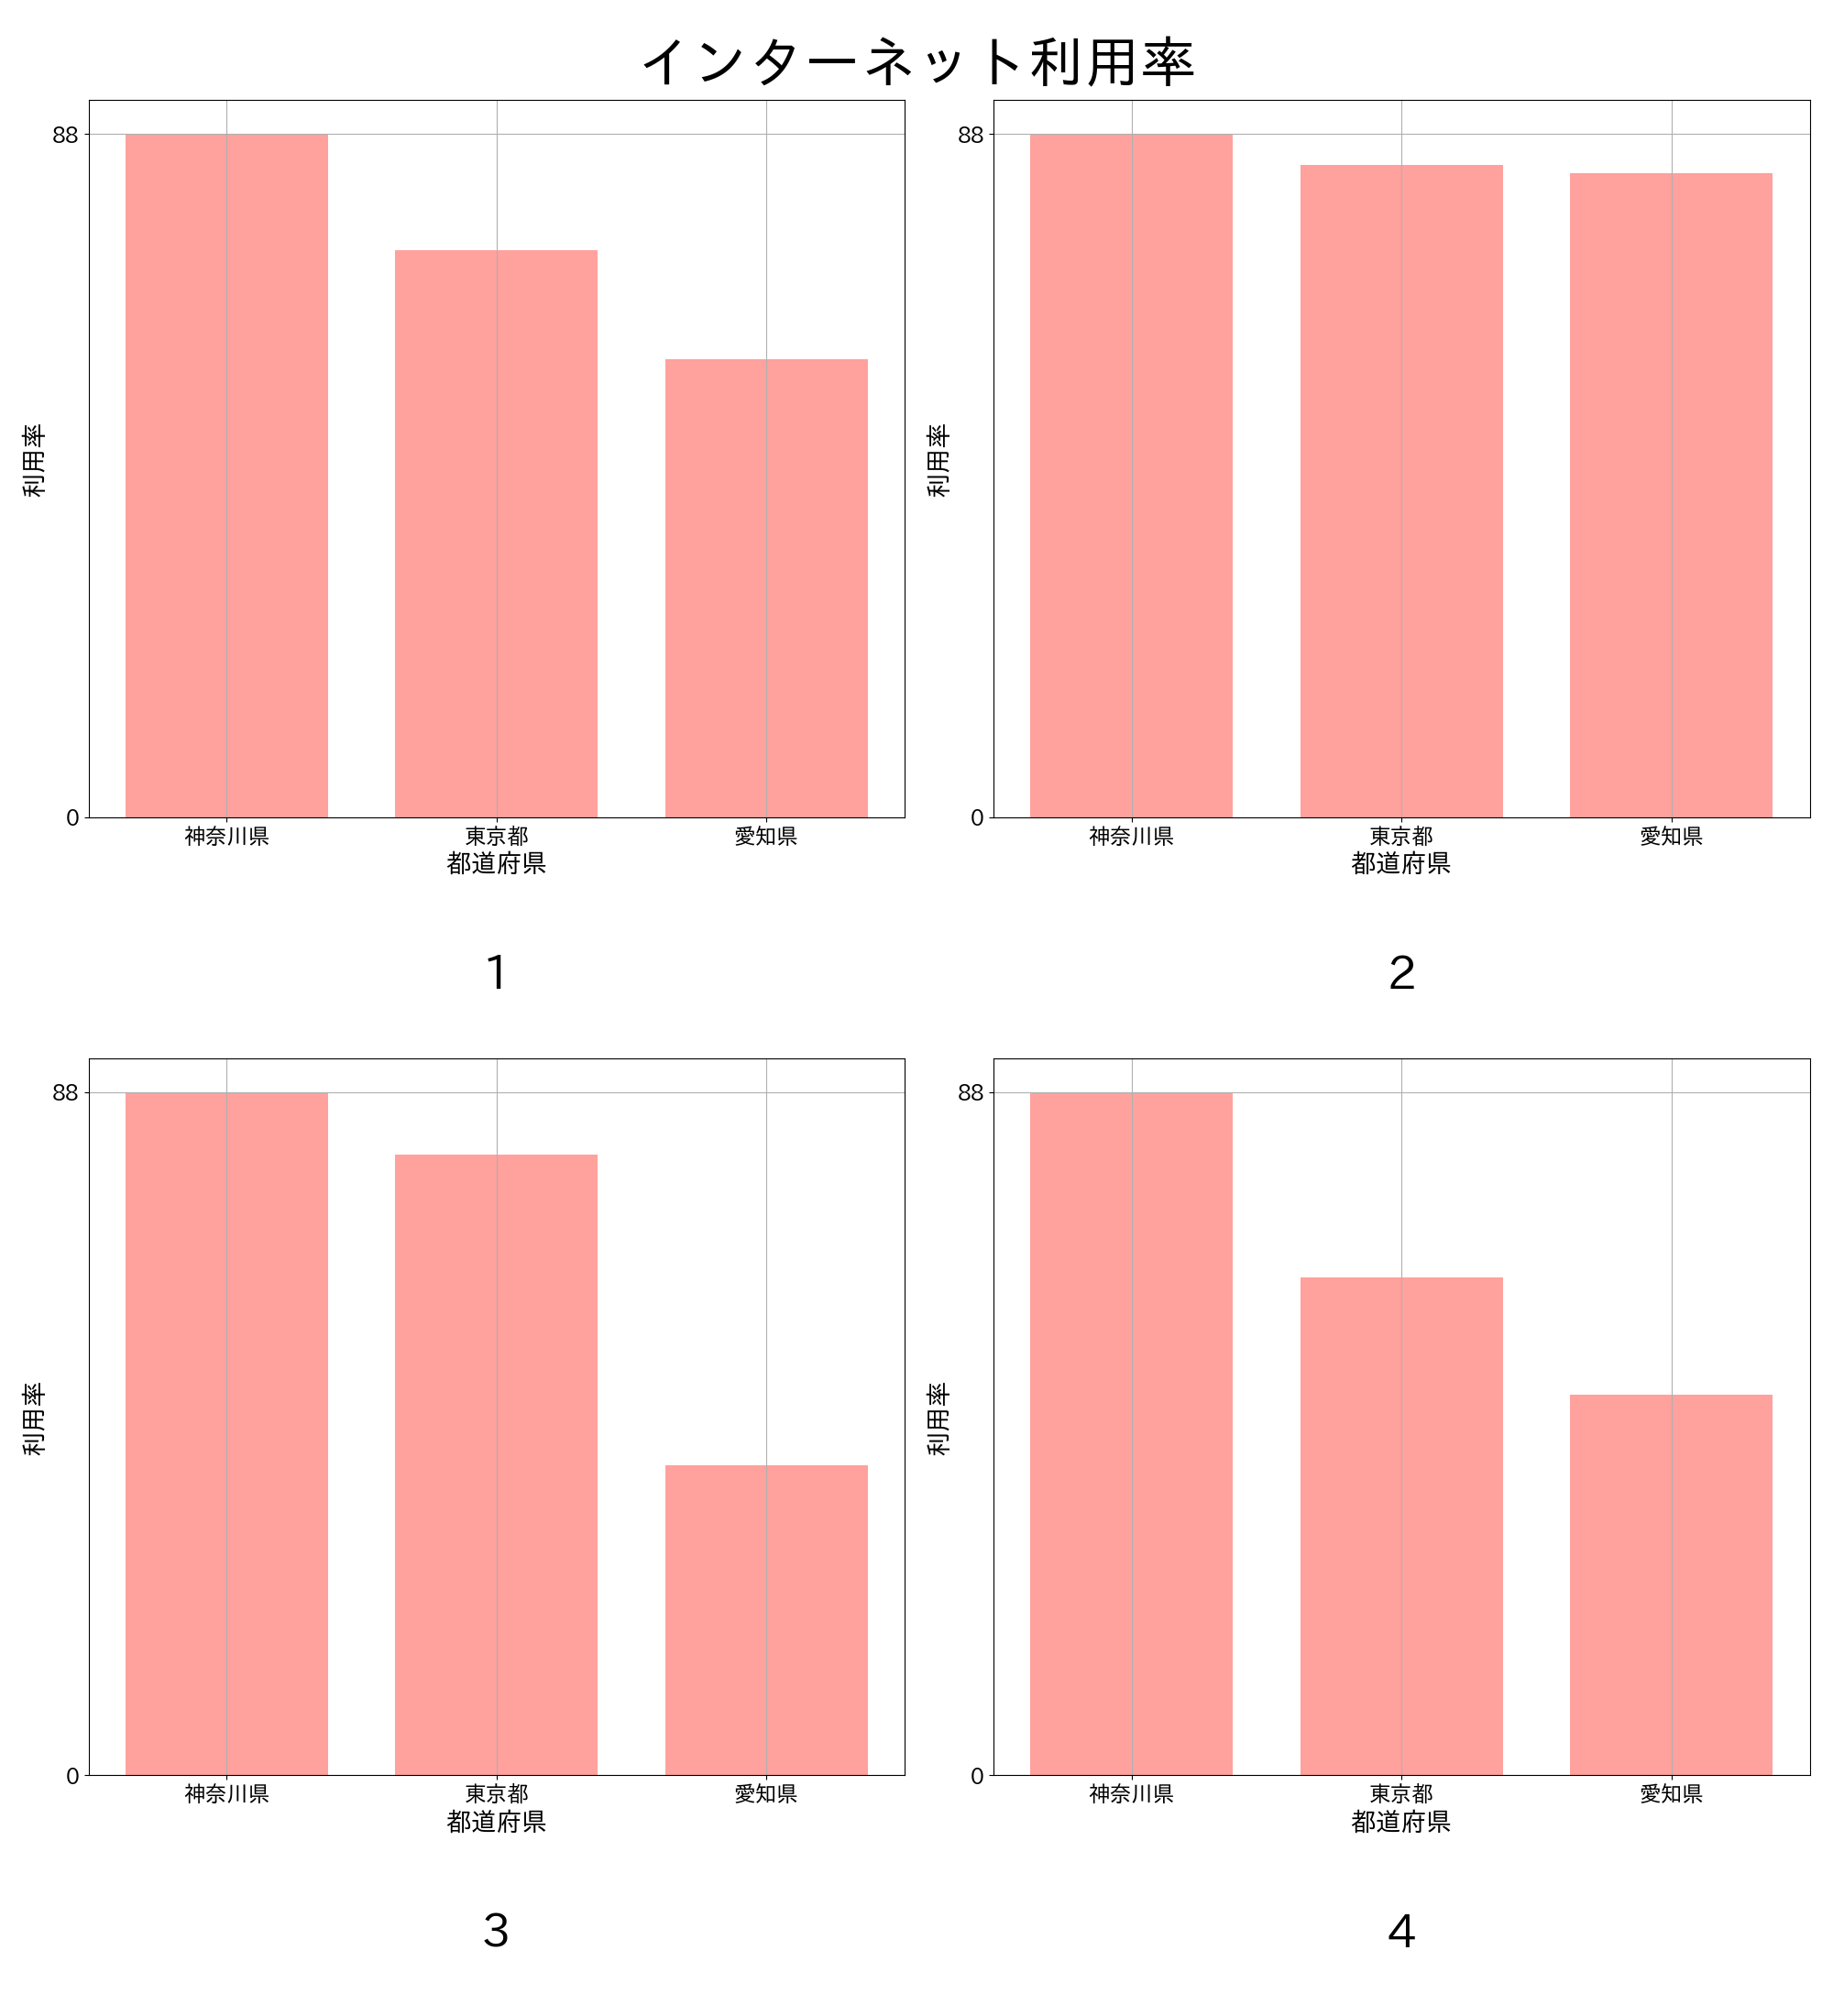 インターネット利用率
88
0
利用率
神奈川県 東京都 愛知県
都道府県
1
88
0
利用率
神奈川県 東京都 愛知県
都道府県
2
88
0
利用率
神奈川県 東京都 愛知県
都道府県
3
88
0
利用率
神奈川県 東京都 愛知県
都道府県
4